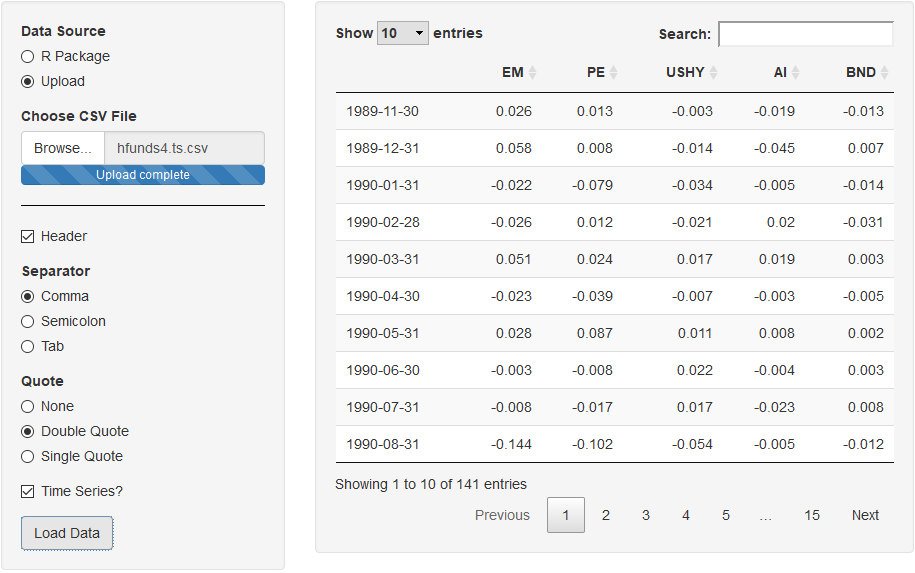 Data Source
R Package
Upload
Choose CSV File
Browse... hfunds4.ts.csv
Upload complete
Header
Separator
Comma
Semicolon
Tab
Quote
None
Double Quote
Single Quote
Time Series?
Load Data
Show 10 entries Search:
EM PE USHY AI BND
1989-11-30 0.026 0.013 -0.003 -0.019 -0.013
1989-12-31 0.058 0.008 -0.014 -0.045 0.007
1990-01-31 -0.022 -0.079 -0.034 -0.005 -0.014
1990-02-28 -0.026 0.012 -0.021 0.02 -0.031
1990-03-31 0.051 0.024 0.017 0.019 0.003
1990-04-30 -0.023 -0.039 -0.007 -0.003 -0.005
1990-05-31 0.028 0.087 0.011 0.008 0.002
1990-06-30 -0.003 -0.008 0.022 -0.004 0.003
1990-07-31 -0.008 -0.017 0.017 -0.023 0.008
1990-08-31 -0.144 -0.102 -0.054 -0.005 -0.012
Showing 1 to 10 of 141 entries
Previous 1 2 3 4 5 … 15 Next